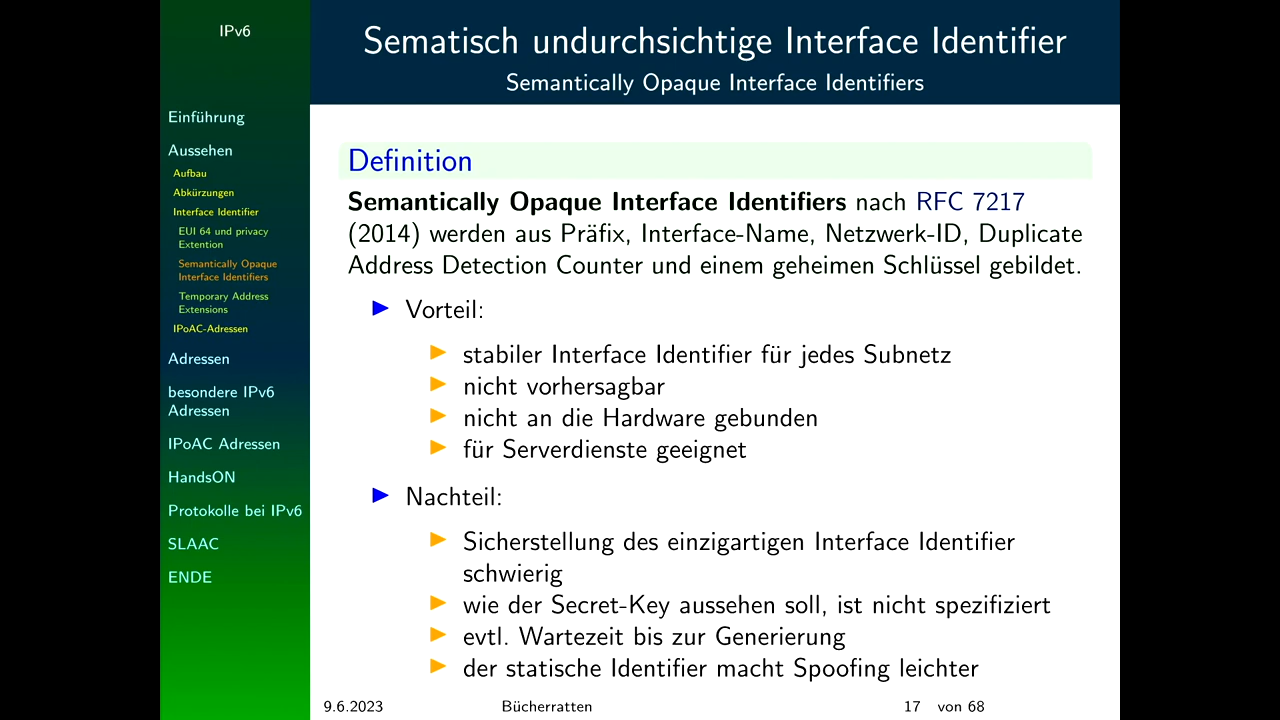 IPv6
Einführung
Aussehen
Aufbau
Abkürzungen
Interface Identifier
EUI 64 und privacy
Extention
Semantically Opaque
Interface Identifiers
Temporary Address
Extensions
IPoAC-Adressen
Adressen
besondere IPv6
Adressen
IPoAC Adressen
HandsON
Protokolle bei IPv6
SLAAC
ENDE
Sematisch undurchsichtige Interface Identifier
Semantically Opaque Interface Identifiers
Definition
Semantically Opaque Interface Identifiers nach RFC 7217
(2014) werden aus Präfix, Interface-Name, Netzwerk-ID, Duplicate
Address Detection Counter und einem geheimen Schlüssel gebildet.
Vorteil:
stabiler Interface Identifier für jedes Subnetz
nicht vorhersagbar
nicht an die Hardware gebunden
für Serverdienste geeignet
Nachteil:
Sicherstellung des einzigartigen Interface Identifier
schwierig
wie der Secret-Key aussehen soll, ist nicht spezifiziert
evtl. Wartezeit bis zur Generierung
der statische Identifier macht Spoofing leichter
9.6.2023 Bücherratten 17 von 68